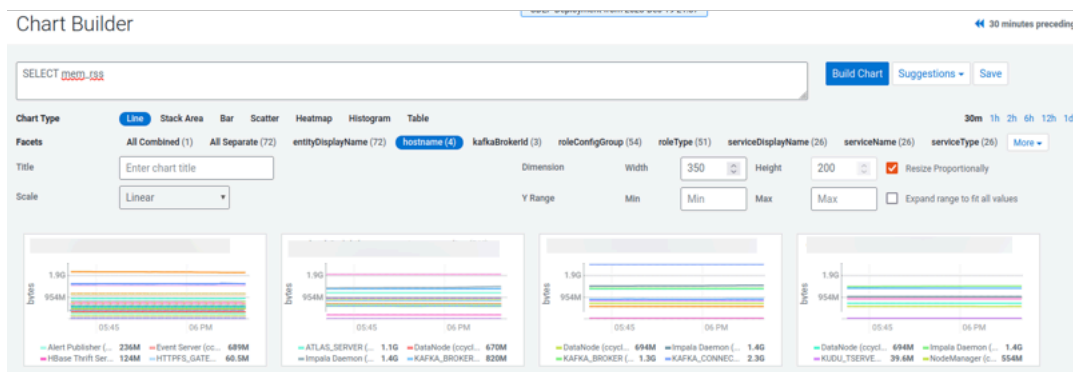 Chart Builder
30 minutes preceding
SELECT mem_rss
Build Chart Suggestions Save
Chart Type Line Stack Area Bar Scatter Heatmap Histogram Table 30m 1h 2h 6h 12h 1d
Facets All Combined (1) All Separate (72) entityDisplayName (72) hostname (4) kafkaBrokerId (3) roleConfigGroup (54) roleType (51) serviceDisplayName (26) serviceName (26) serviceType (26) More
Title Enter chart title Dimension Width 350 Height 200 Resize Proportionally
Scale Linear Y Range Min Min Max Max Expand range to fit all values
1.9G 1.9G 1.9G 1.9G
bytes 954M bytes 954M bytes 954M bytes 954M
05:45 06 PM 05:45 06 PM 05:45 06 PM 05:45 06 PM
Alert Publisher (... 236M Event Server (cc... 689M ATLAS_SERVER (... 1.1G DataNode (ccycl... 670M DataNode (ccycl... 694M Impala Daemon (... 1.4G DataNode (ccycl... 694M Impala Daemon (... 1.4G
HBase Thrift Ser... 124M HTTPFS_GATE... 60.5M Impala Daemon (... 1.4G KAFKA_BROKER... 820M KAFKA_BROKER (... 1.3G KAFKA_CONNEC... 2.3G KUDU_TSERVE... 39.6M NodeManager (c... 554M